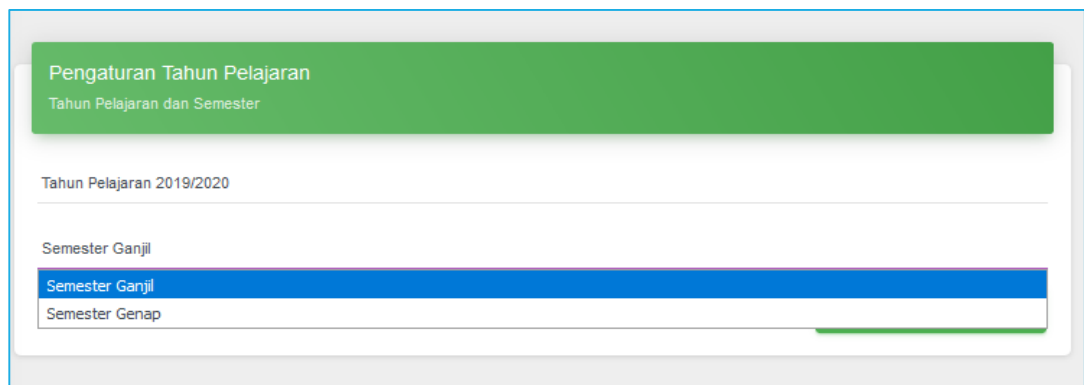 Pengaturan Tahun Pelajaran
Tahun Pelajaran dan Semester
Tahun Pelajaran 2019/2020
Semester Ganjil
Semester Ganjil
Semester Genap